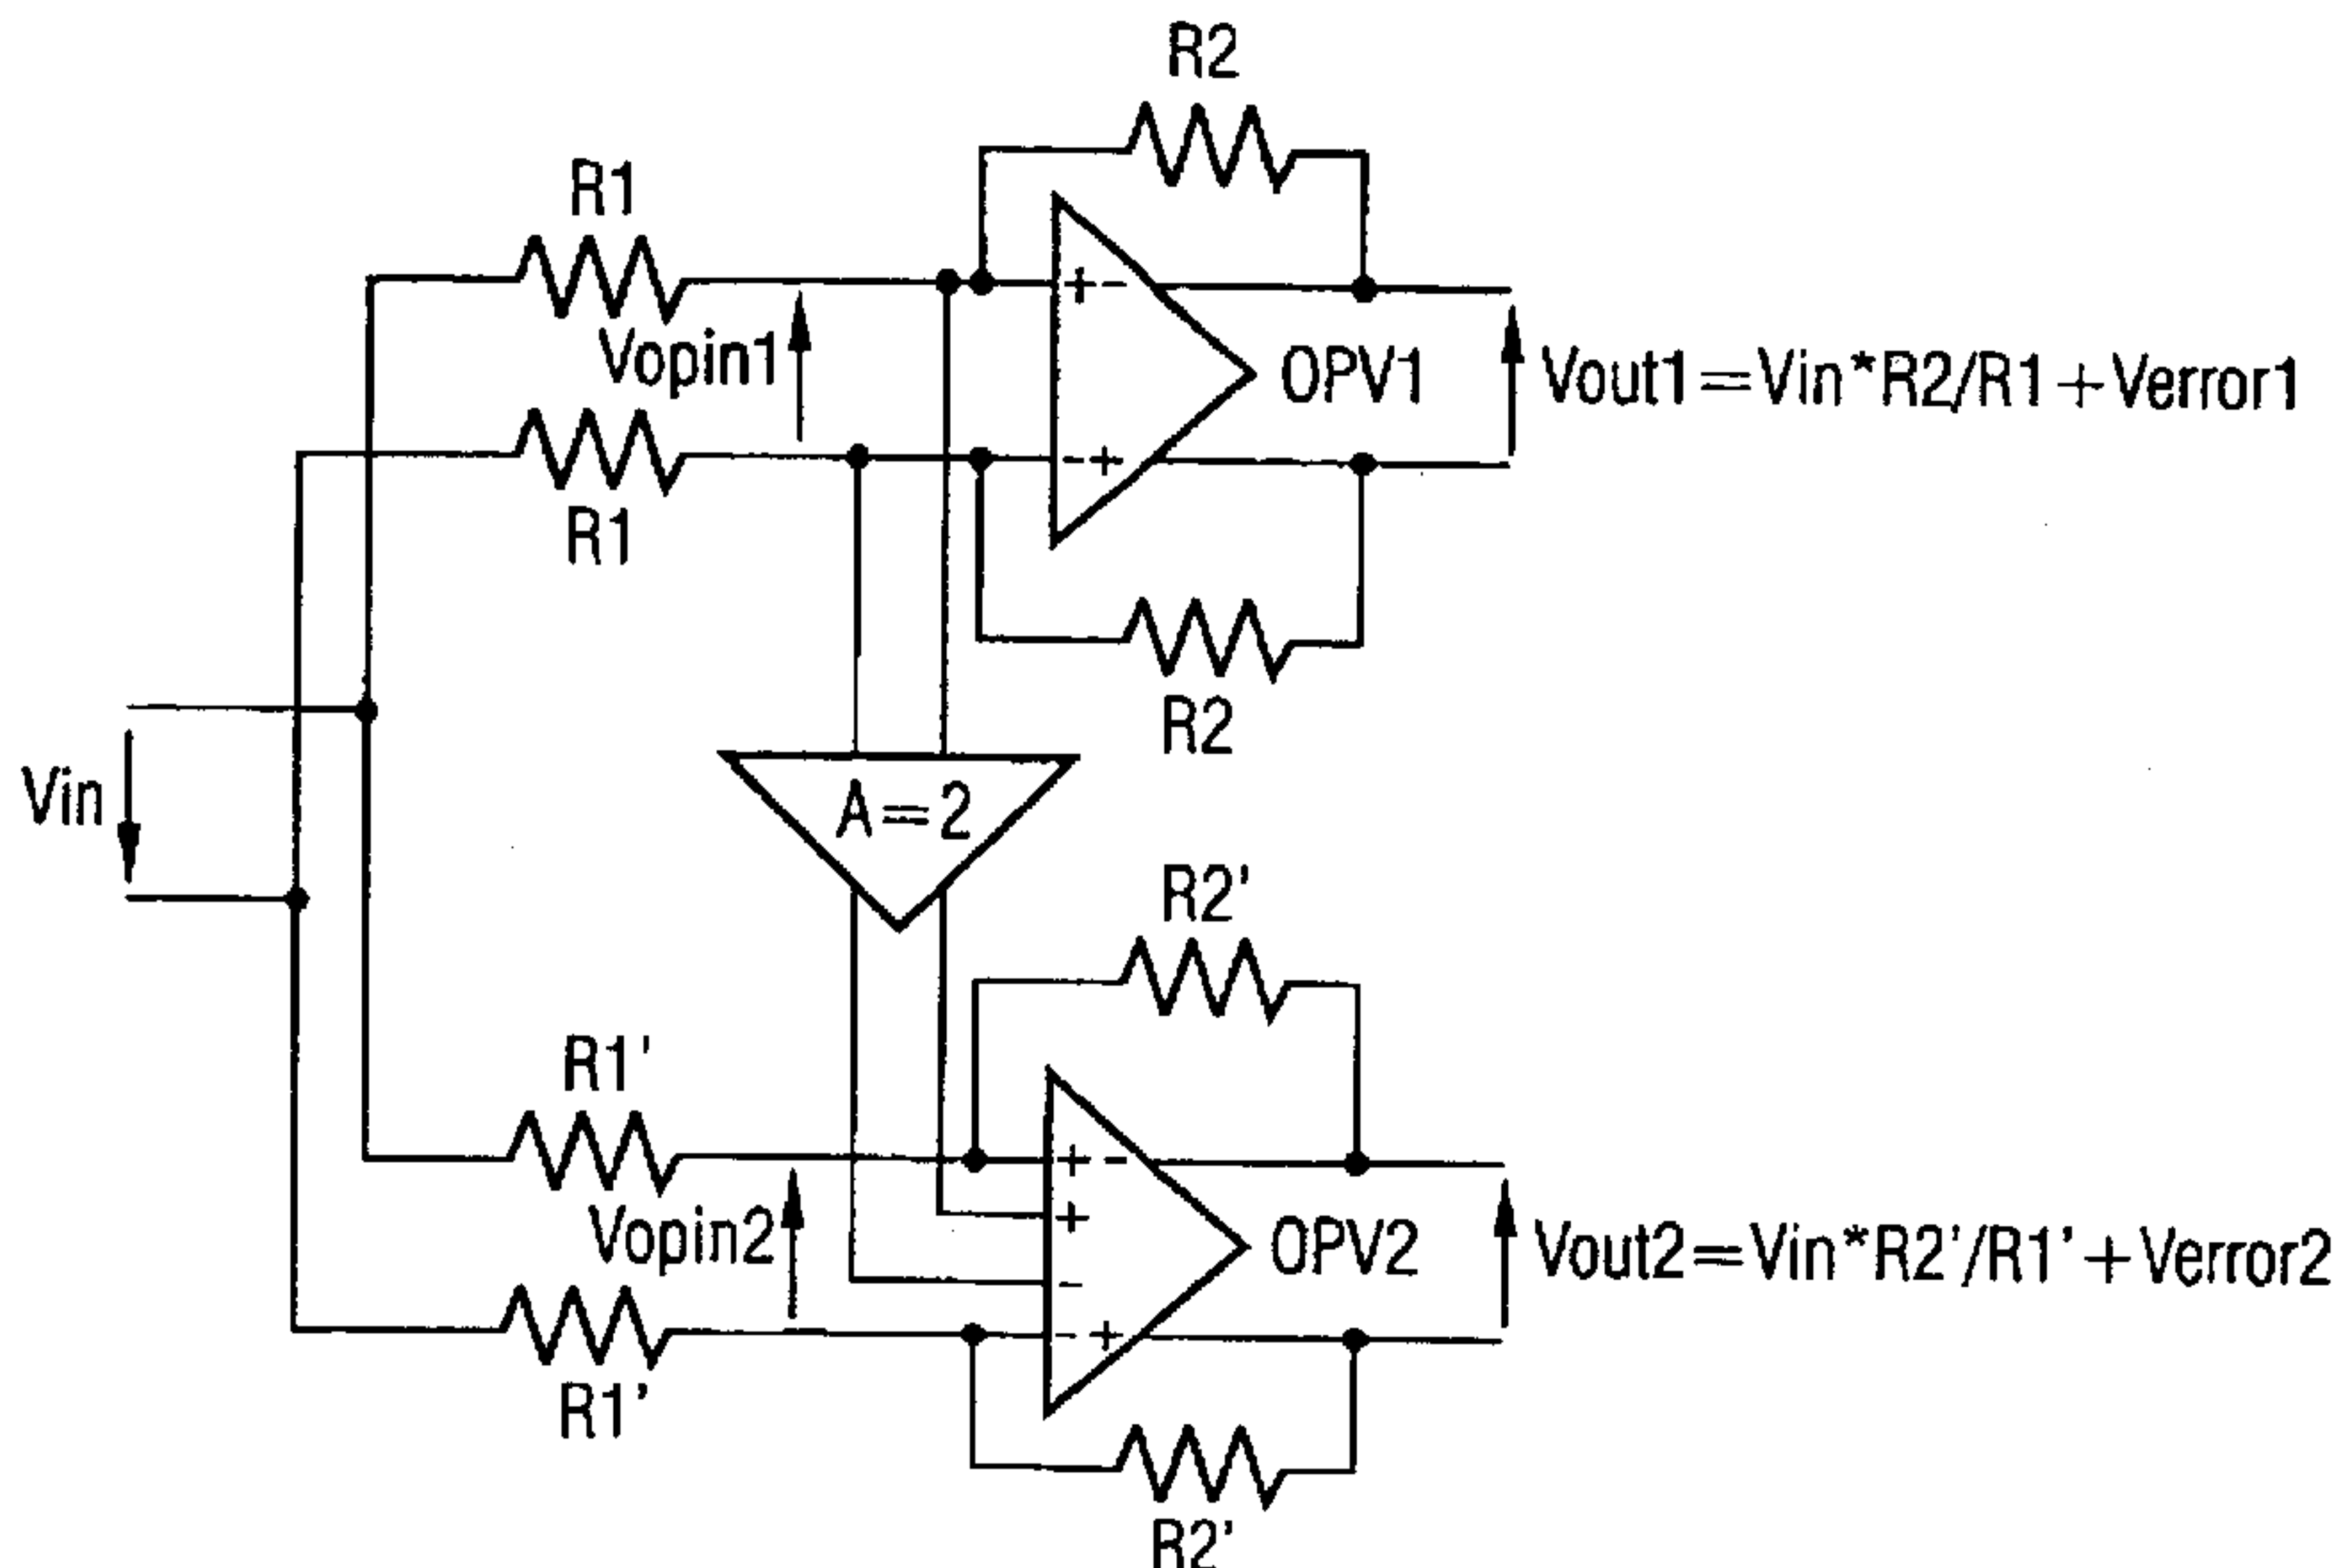 R2
R1
+ -
Vopin1
OPV1
Vout1=Vin*R2/R1+Verror1
- +
R1
R2
Vin
A=2
R2'
R1'
+ -
+
Vopin2
OPV2
Vout2=Vin*R2'/R1'+Verror2
-
- +
R1'
R2'